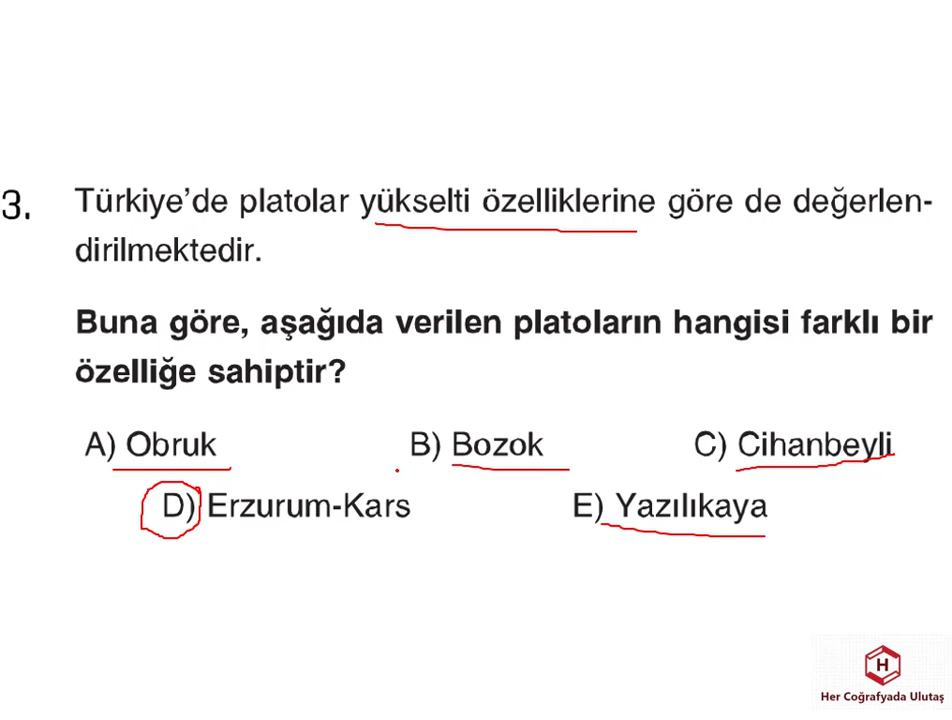 3. Türkiye'de platolar yükselti özelliklerine göre de değerlen-
dirilmektedir.
Buna göre, aşağıda verilen platoların hangisi farklı bir
özelliğe sahiptir?
A) Obruk B) Bozok C) Cihanbeyli
D) Erzurum-Kars E) Yazılıkaya
H
Her Coğrafyada Ulutaş